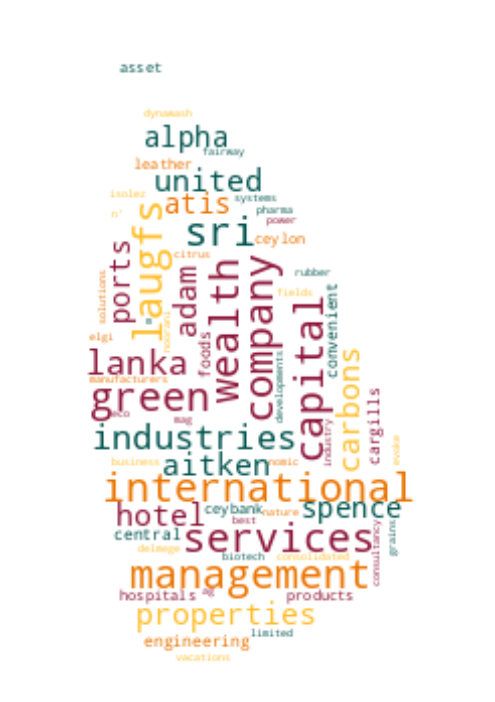 asset
dynawash
alpha
fairway
leather
united
isolez
atis
systems
n'
pharma
power
laugfs
sri
ceylon
citrus
ports
adam
wealth
company
rubber
solutions
fields
convenient
capital
noorani
elgi
foods
lanka
carbons
developments
manufacturers
green
cargills
eco
mag
industries
industry
evoke
business
aitken
nomic
international
hotel
ceybank
nature
spence
best
central
services
consultancy
grains
delmege
biotech
consolidated
management
hospitals
ag
products
properties
limited
engineering
vacations